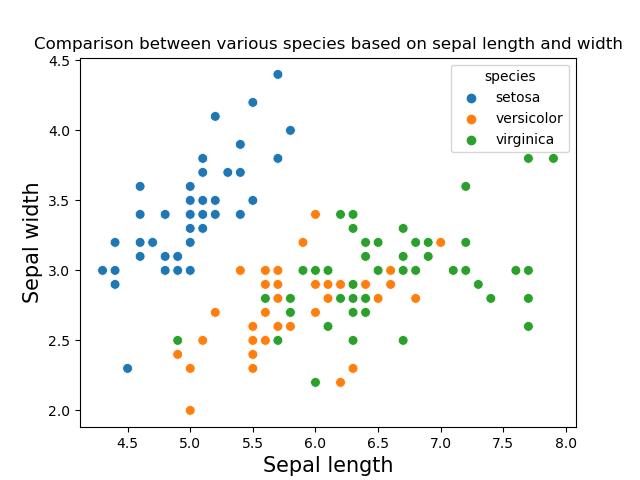 Comparison between various species based on sepal length and width
species
setosa
versicolor
virginica
4.5
4.0
3.5
3.0
2.5
2.0
Sepal width
4.5 5.0 5.5 6.0 6.5 7.0 7.5 8.0
Sepal length